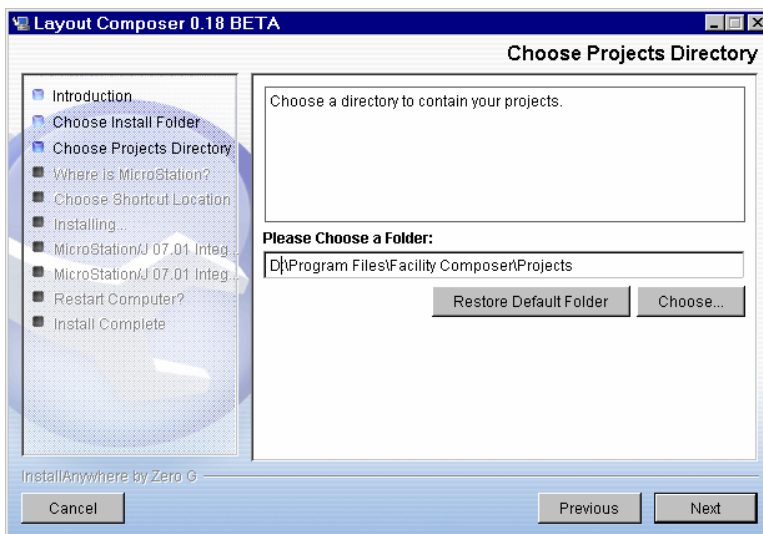 Layout Composer 0.18 BETA
Choose Projects Directory
Introduction
Choose Install Folder
Choose Projects Directory
Where is MicroStation?
Choose Shortcut Location
Installing...
MicroStation/J 07.01 Integ...
MicroStation/J 07.01 Integ...
Restart Computer?
Install Complete
Choose a directory to contain your projects.
Please Choose a Folder:
D:\Program Files\Facility Composer\Projects
Restore Default Folder
Choose...
InstallAnywhere by Zero G
Cancel
Previous
Next